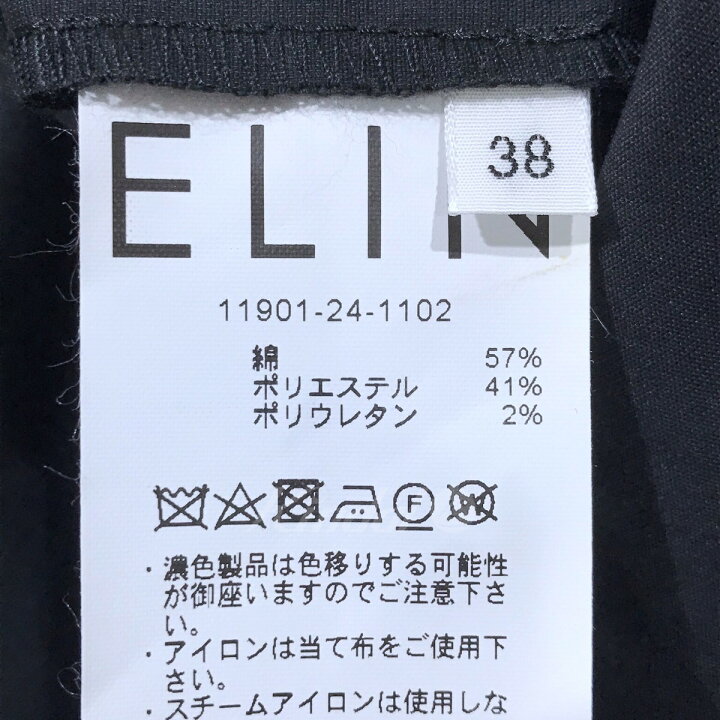 ELIN
38
11901-24-1102
綿 57%
ポリエステル 41%
ポリウレタン 2%
F
W
・濃色製品は色移りする可能性
が御座いますのでご注意下さ
い。
・アイロンは当て布をご使用下
さい。
・スチームアイロンは使用しな